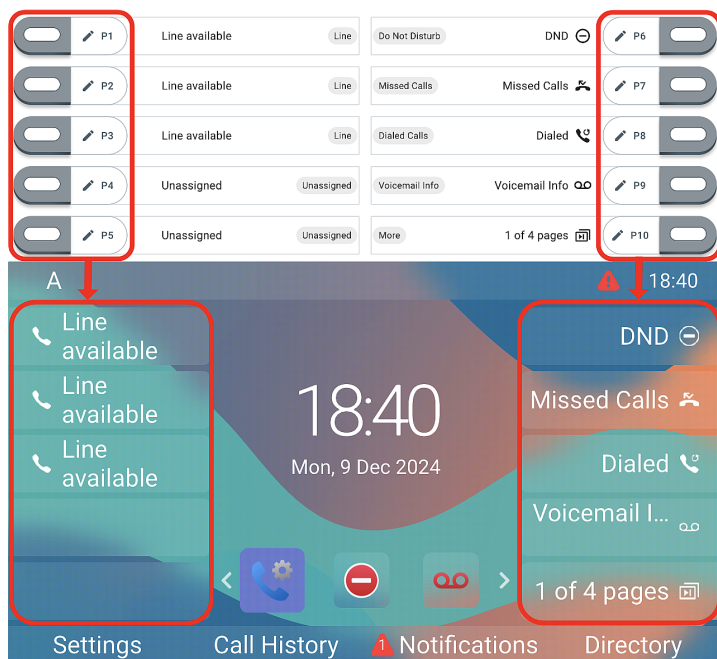 P1 Line available Line Do Not Disturb DND P6
P2 Line available Line Missed Calls Missed Calls P7
P3 Line available Line Dialed Calls Dialed P8
P4 Unassigned Unassigned Voicemail Info Voicemail Info P9
P5 Unassigned Unassigned More 1 of 4 pages P10
A 18:40
Line
available
Line
available
Line
available
18:40
Mon, 9 Dec 2024
DND
Missed Calls
Dialed
Voicemail I...
1 of 4 pages
Settings Call History 1 Notifications Directory